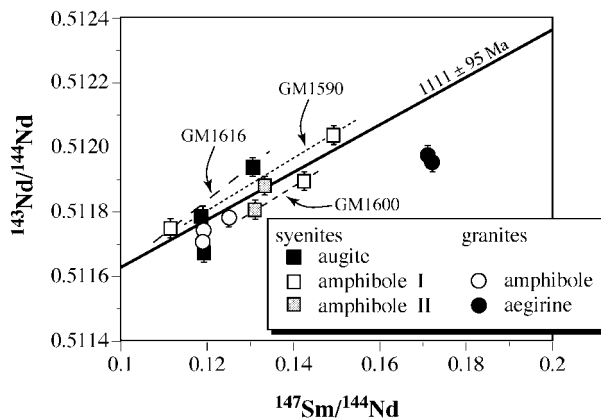 0.5124
0.5122
0.5120
0.5118
0.5116
0.5114
143Nd/144Nd
1111 ± 95 Ma
GM1590
GM1616
GM1600
syenites granites
augite
amphibole I amphibole
amphibole II aegirine
0.1 0.12 0.14 0.16 0.18 0.2
147Sm/144Nd